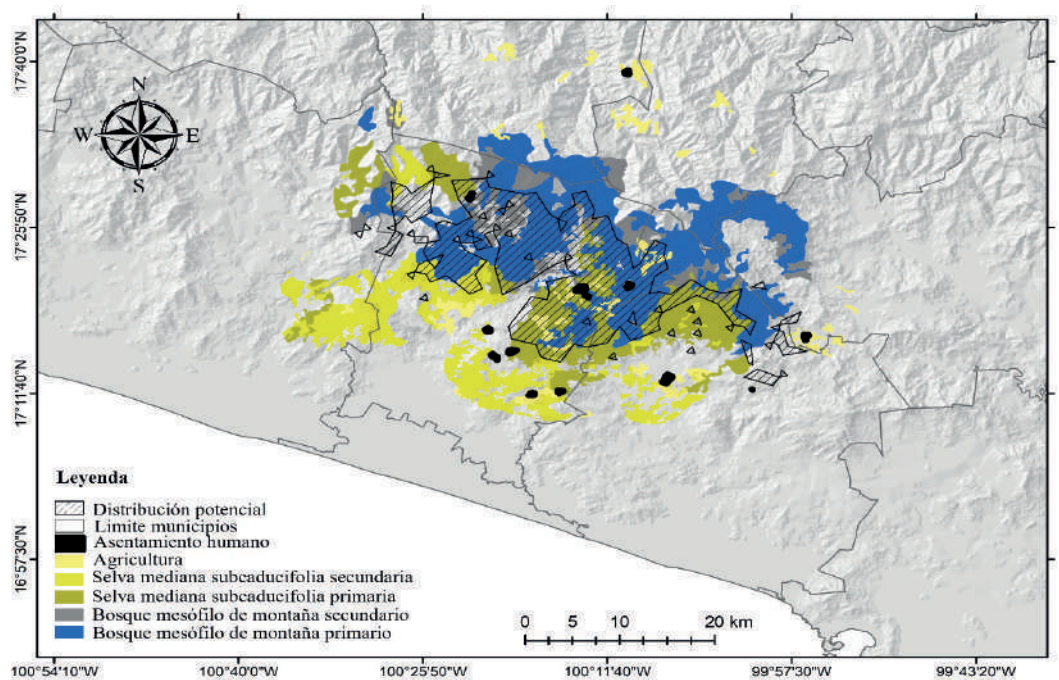 N
W E
S
17°40'0"N
17°25'50"N
17°11'40"N
16°57'30"N
Leyenda
Distribución potencial
Limite municipios
Asentamiento humano
Agricultura
Selva mediana subcaducifolia secundaria
Selva mediana subcaducifolia primaria
Bosque mesófilo de montaña secundario
Bosque mesófilo de montaña primario
0 5 10 20 km
100°54'10"W 100°40'0"W 100°25'50"W 100°11'40"W 99°57'30"W 99°43'20"W